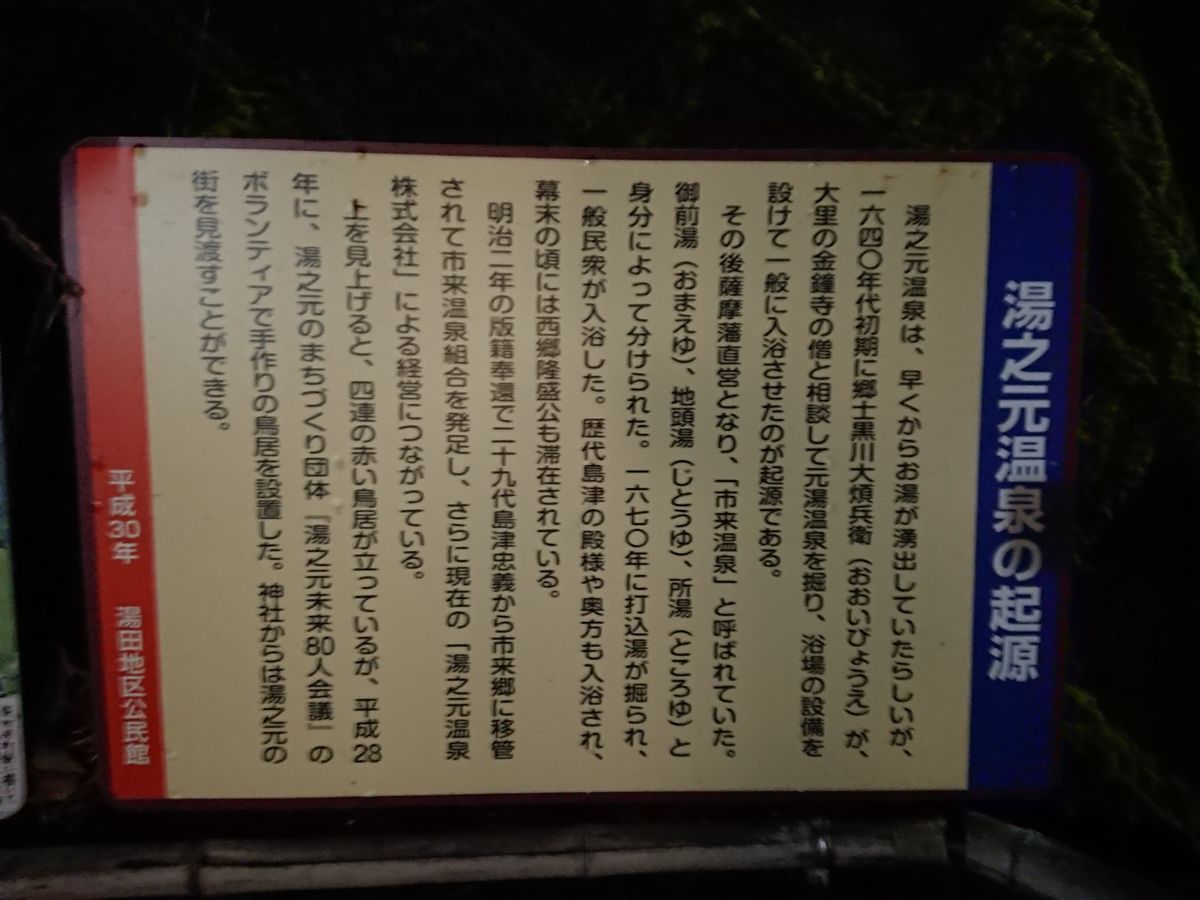 湯之元温泉の起源
湯之元温泉は、早くからお湯が湧出していたらしいが、
一六四〇年代初期に郷士黒川大煩兵衛（おおいびょうえ）が、
大里の金鐘寺の僧と相談して元湯温泉を掘り、浴場の設備を
設けて一般に入浴させたのが起源である。
その後薩摩藩直営となり、「市来温泉」と呼ばれていた。
御前湯（おまえゆ）、地頭湯（じとうゆ）、所湯（ところゆ）と
身分によって分けられた。一六七〇年に打込湯が掘られ、
一般民衆が入浴した。歴代島津の殿様や奥方も入浴され、
幕末の頃には西郷隆盛公も滞在されている。
明治二年の版籍奉還で二十九代島津忠義から市来郷に移管
されて市来温泉組合を発足し、さらに現在の「湯之元温泉
株式会社」による経営につながっている。
上を見上げると、四連の赤い鳥居が立っているが、平成28
年に、湯之元のまちづくり団体『湯之元未来80人会議』の
ボランティアで手作りの鳥居を設置した。神社からは湯之元の
街を見渡すことができる。
平成30年　湯田地区公民館